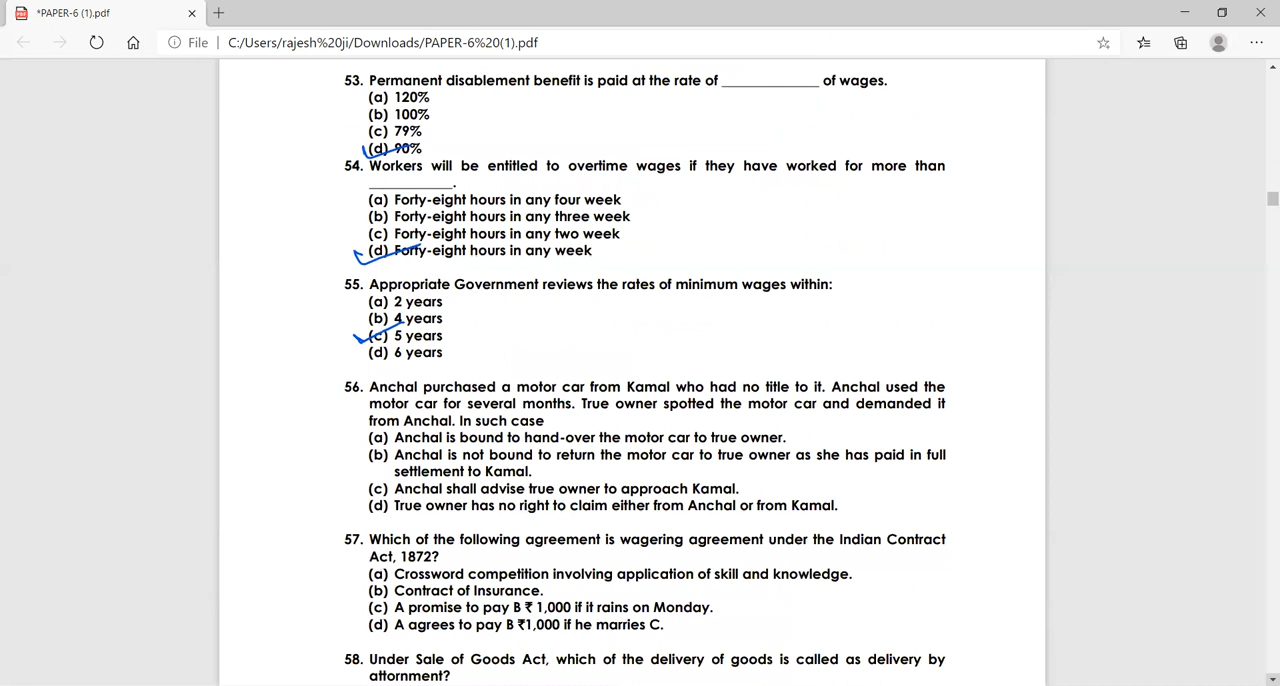 *PAPER-6 (1).pdf
File | C:/Users/rajesh%20ji/Downloads/PAPER-6%20(1).pdf
53. Permanent disablement benefit is paid at the rate of _____________ of wages.
(a) 120%
(b) 100%
(c) 79%
(d) 90%
54. Workers will be entitled to overtime wages if they have worked for more than
___________.
(a) Forty-eight hours in any four week
(b) Forty-eight hours in any three week
(c) Forty-eight hours in any two week
(d) Forty-eight hours in any week
55. Appropriate Government reviews the rates of minimum wages within:
(a) 2 years
(b) 4 years
(c) 5 years
(d) 6 years
56. Anchal purchased a motor car from Kamal who had no title to it. Anchal used the
motor car for several months. True owner spotted the motor car and demanded it
from Anchal. In such case
(a) Anchal is bound to hand-over the motor car to true owner.
(b) Anchal is not bound to return the motor car to true owner as she has paid in full
settlement to Kamal.
(c) Anchal shall advise true owner to approach Kamal.
(d) True owner has no right to claim either from Anchal or from Kamal.
57. Which of the following agreement is wagering agreement under the Indian Contract
Act, 1872?
(a) Crossword competition involving application of skill and knowledge.
(b) Contract of Insurance.
(c) A promise to pay B ₹ 1,000 if it rains on Monday.
(d) A agrees to pay B ₹1,000 if he marries C.
58. Under Sale of Goods Act, which of the delivery of goods is called as delivery by
attornment?